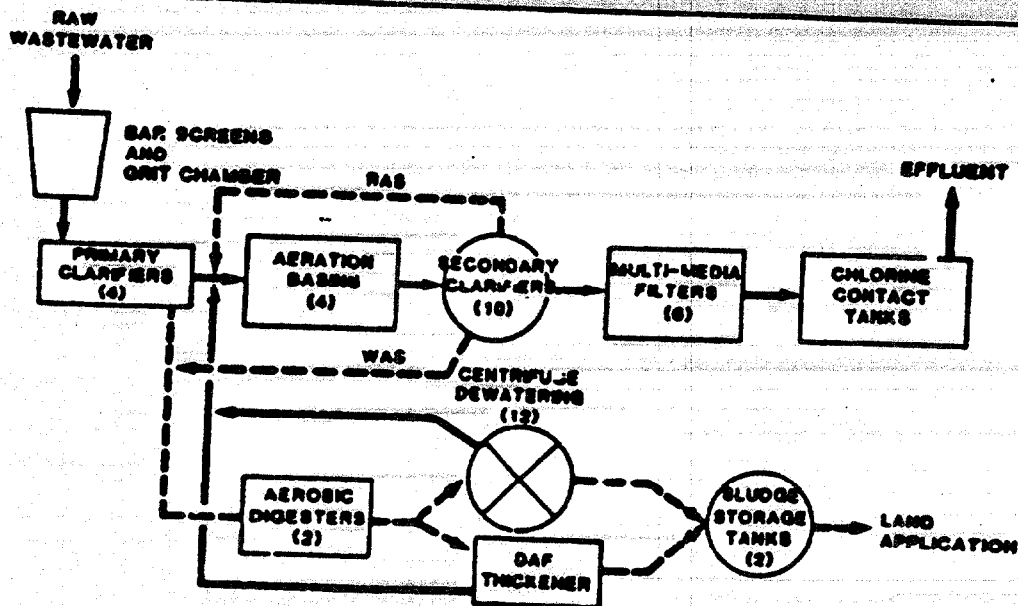 RAW
WASTEWATER
BAR SCREENS
AND
GRIT CHAMBER
RAS
EFFLUENT
PRIMARY
CLARIFIERS
(4)
AERATION
BASINS
(4)
SECONDARY
CLARIFIERS
(10)
MULTI-MEDIA
FILTERS
(6)
CHLORINE
CONTACT
TANKS
WAS
CENTRIFUGE
DEWATERING
(12)
AEROBIC
DIGESTERS
(2)
DAF
THICKENER
SLUDGE
STORAGE
TANKS
(2)
LAND
APPLICATION